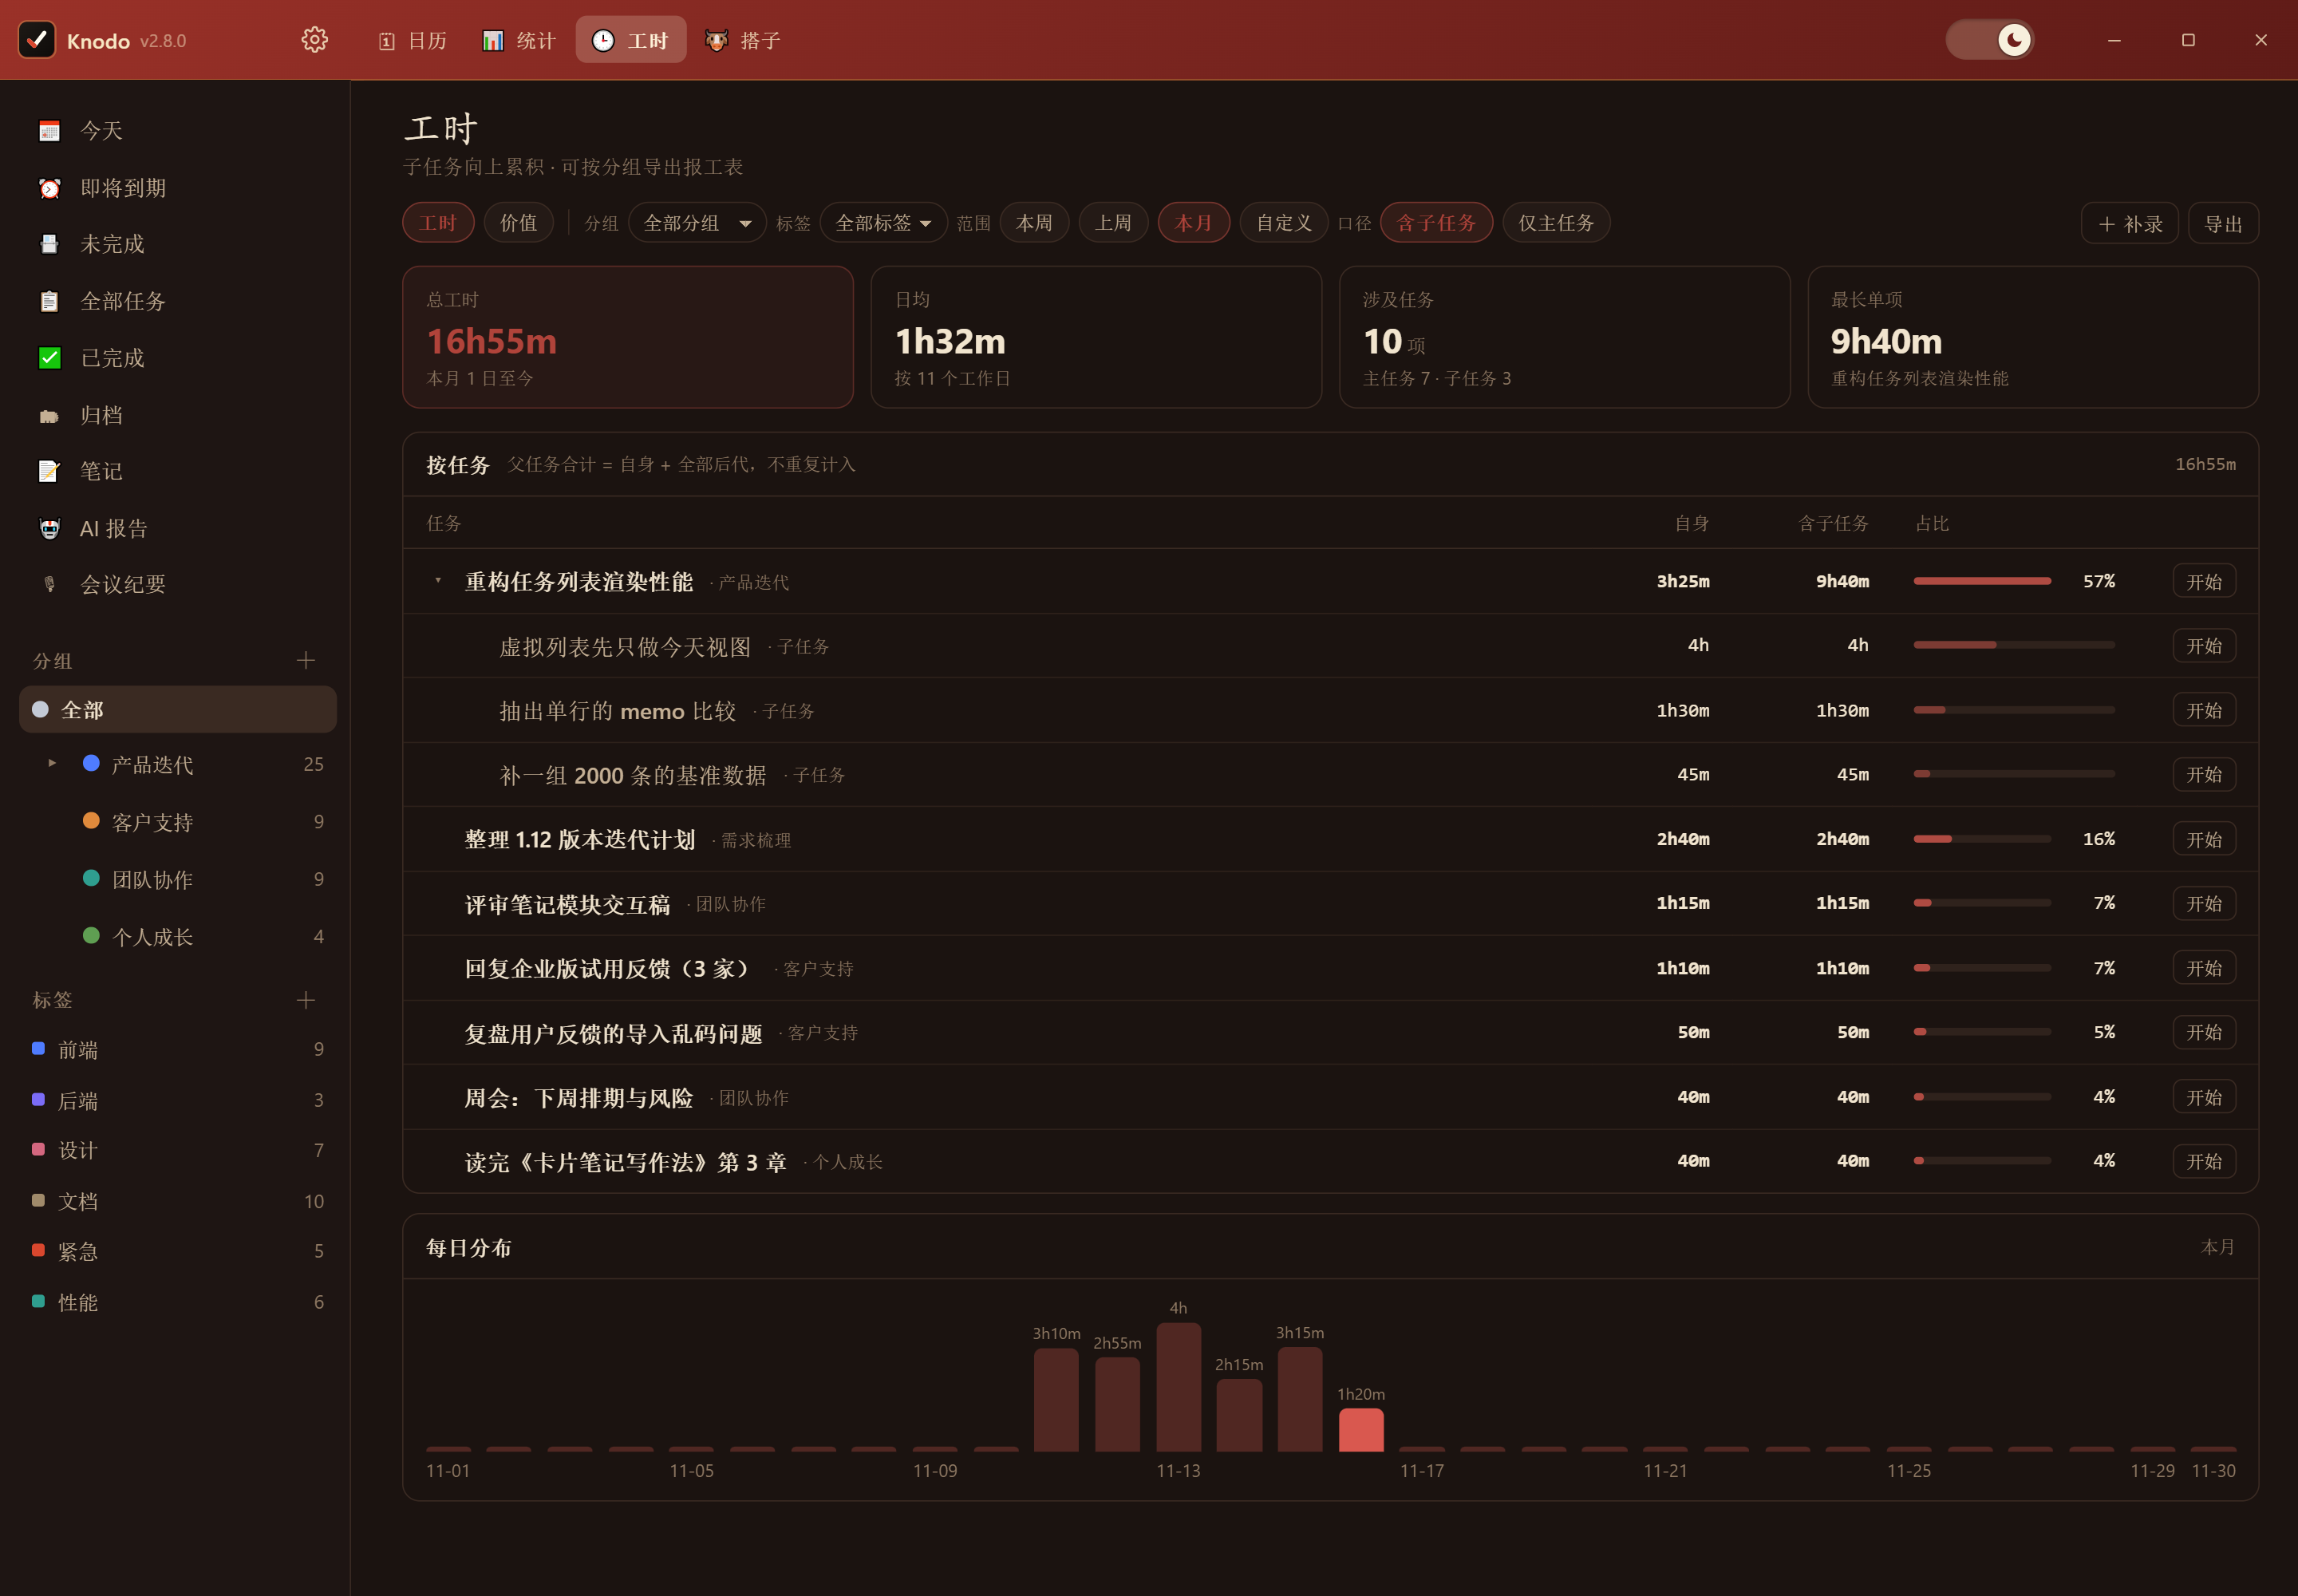 Knodo v2.8.0
日历 统计 工时 搭子
今天
即将到期
未完成
全部任务
已完成
归档
笔记
AI 报告
会议纪要
分组
全部
产品迭代 25
客户支持 9
团队协作 9
个人成长 4
标签
前端 9
后端 3
设计 7
文档 10
紧急 5
性能 6
工时
子任务向上累积 · 可按分组导出报工表
工时 价值 分组 全部分组 标签 全部标签 范围 本周 上周 本月 自定义 口径 含子任务 仅主任务 + 补录 导出
总工时
16h55m
本月 1 日至今
日均
1h32m
按 11 个工作日
涉及任务
10 项
主任务 7 · 子任务 3
最长单项
9h40m
重构任务列表渲染性能
按任务 父任务合计 = 自身 + 全部后代，不重复计入 16h55m
任务 自身 含子任务 占比
重构任务列表渲染性能 · 产品迭代 3h25m 9h40m 57% 开始
虚拟列表先只做今天视图 · 子任务 4h 4h 开始
抽出单行的 memo 比较 · 子任务 1h30m 1h30m 开始
补一组 2000 条的基准数据 · 子任务 45m 45m 开始
整理 1.12 版本迭代计划 · 需求梳理 2h40m 2h40m 16% 开始
评审笔记模块交互稿 · 团队协作 1h15m 1h15m 7% 开始
回复企业版试用反馈（3 家） · 客户支持 1h10m 1h10m 7% 开始
复盘用户反馈的导入乱码问题 · 客户支持 50m 50m 5% 开始
周会：下周排期与风险 · 团队协作 40m 40m 4% 开始
读完《卡片笔记写作法》第 3 章 · 个人成长 40m 40m 4% 开始
每日分布 本月
3h10m 2h55m 4h 2h15m 3h15m 1h20m
11-01 11-05 11-09 11-13 11-17 11-21 11-25 11-29 11-30